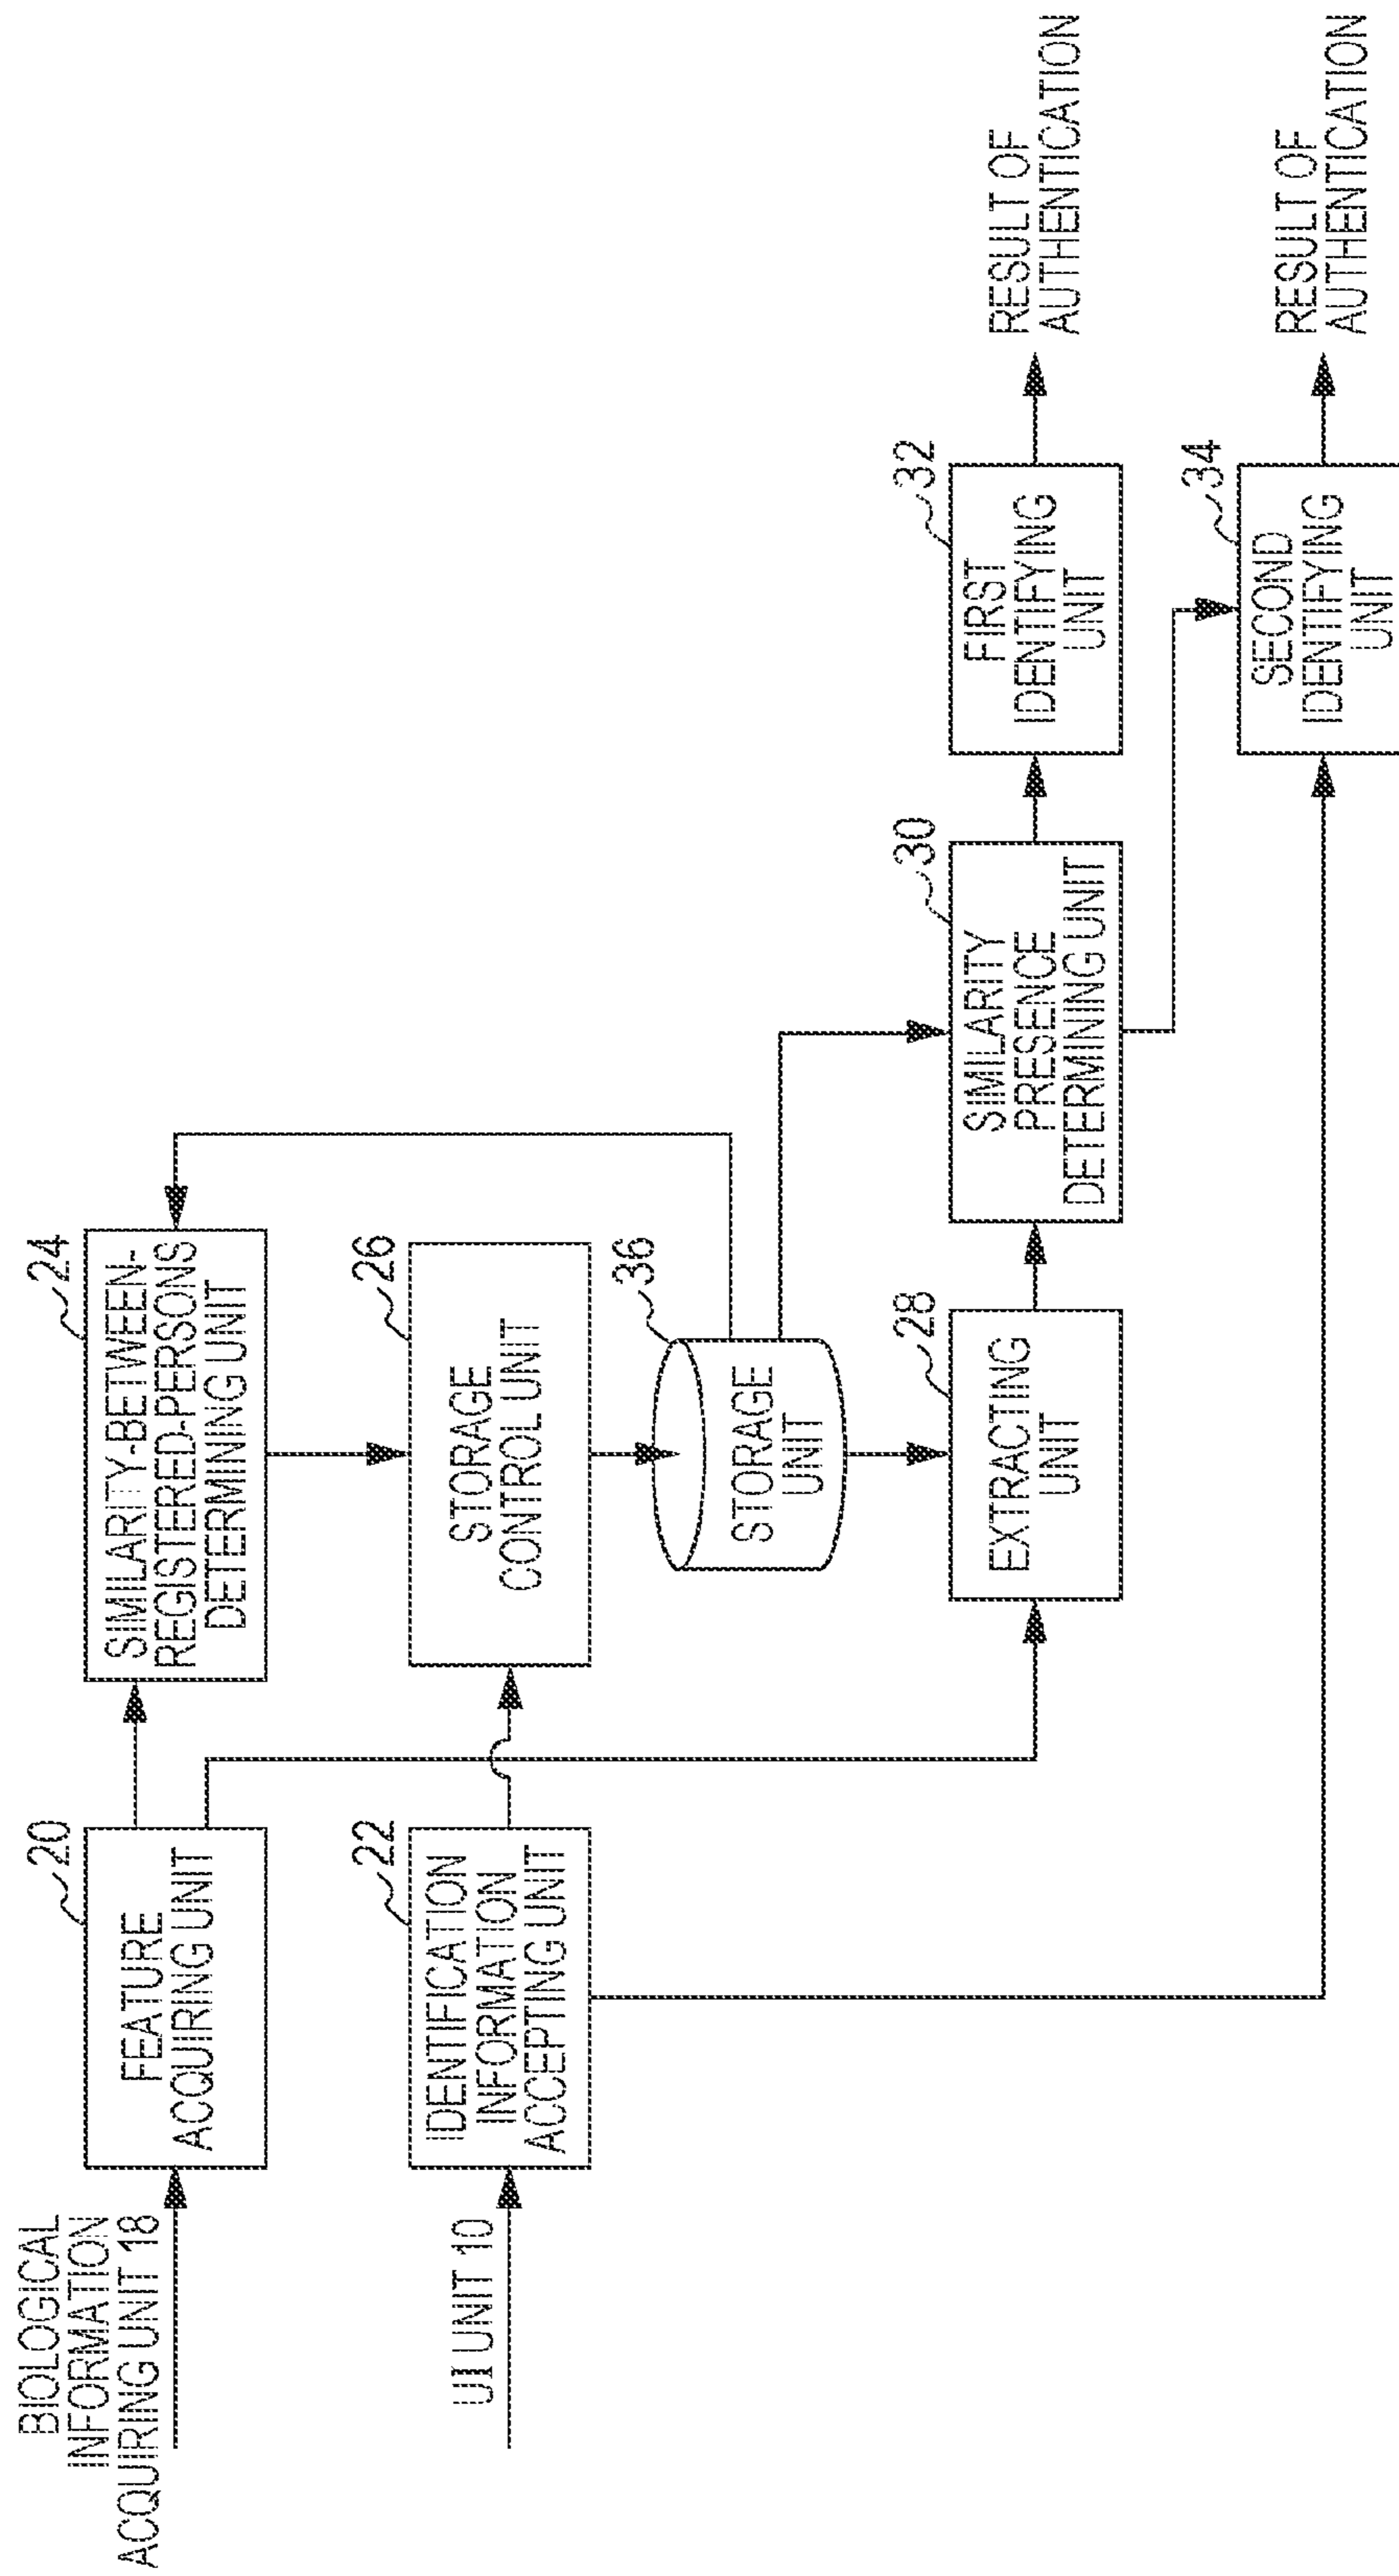 BIOLOGICAL
INFORMATION
ACQUIRING UNIT 18
20
FEATURE
ACQUIRING UNIT
24
SIMILARITY-BETWEEN-
REGISTERED-PERSONS
DETERMINING UNIT
UI UNIT 10
22
IDENTIFICATION
INFORMATION
ACCEPTING UNIT
26
STORAGE
CONTROL UNIT
36
STORAGE
UNIT
28
EXTRACTING
UNIT
30
SIMILARITY
PRESENCE
DETERMINING UNIT
32
FIRST
IDENTIFYING
UNIT
RESULT OF
AUTHENTICATION
34
SECOND
IDENTIFYING
UNIT
RESULT OF
AUTHENTICATION